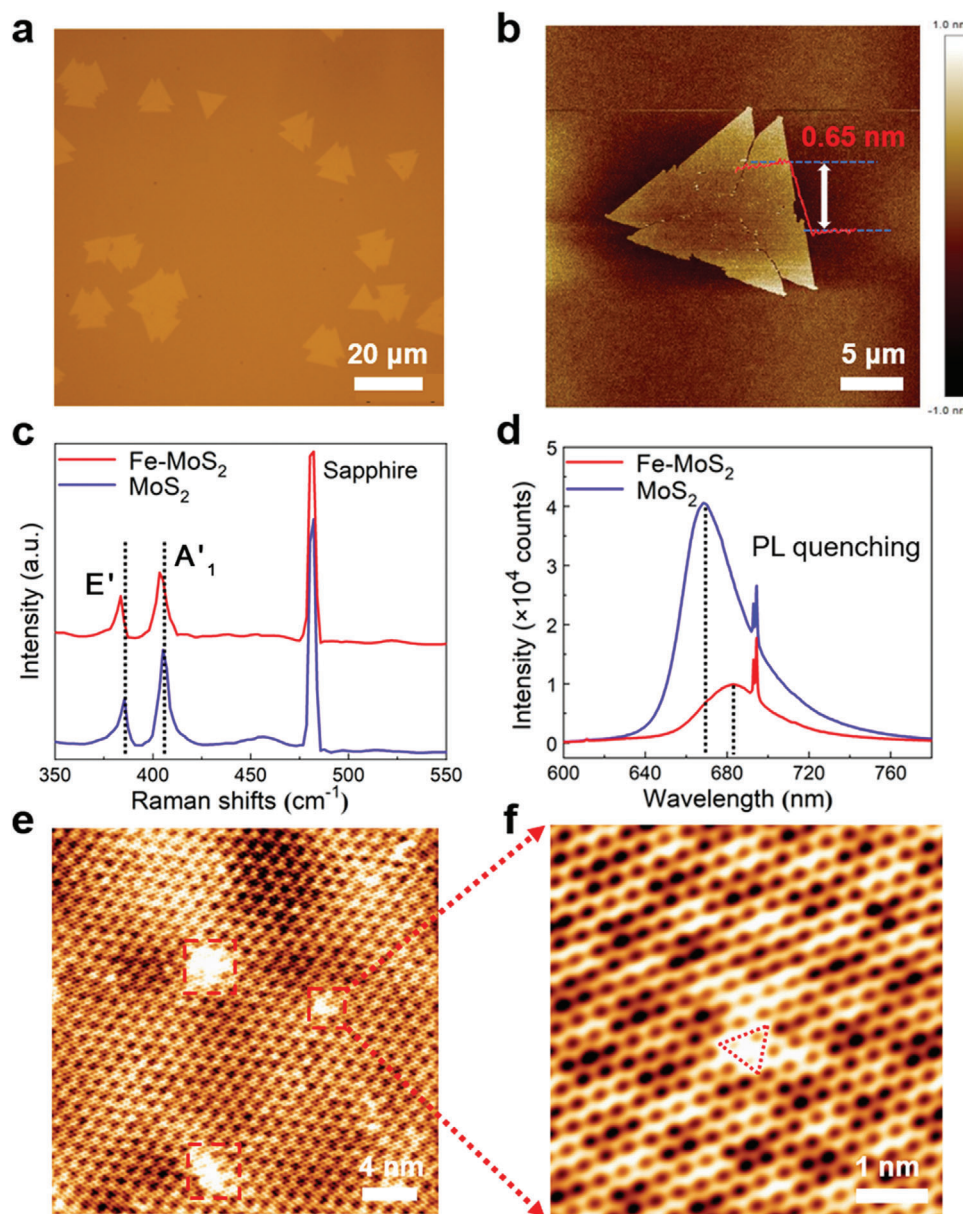 a
20 µm
b
1.0 nm
0.65 nm
5 µm
-1.0 nm
c
Fe-MoS₂
MoS₂
Sapphire
E'
A'₁
Intensity (a.u.)
350 400 450 500 550
Raman shifts (cm⁻¹)
d
5
4
3
2
1
0
Fe-MoS₂
MoS₂
PL quenching
Intensity (×10⁴ counts)
600 640 680 720 760
Wavelength (nm)
e
4 nm
f
1 nm